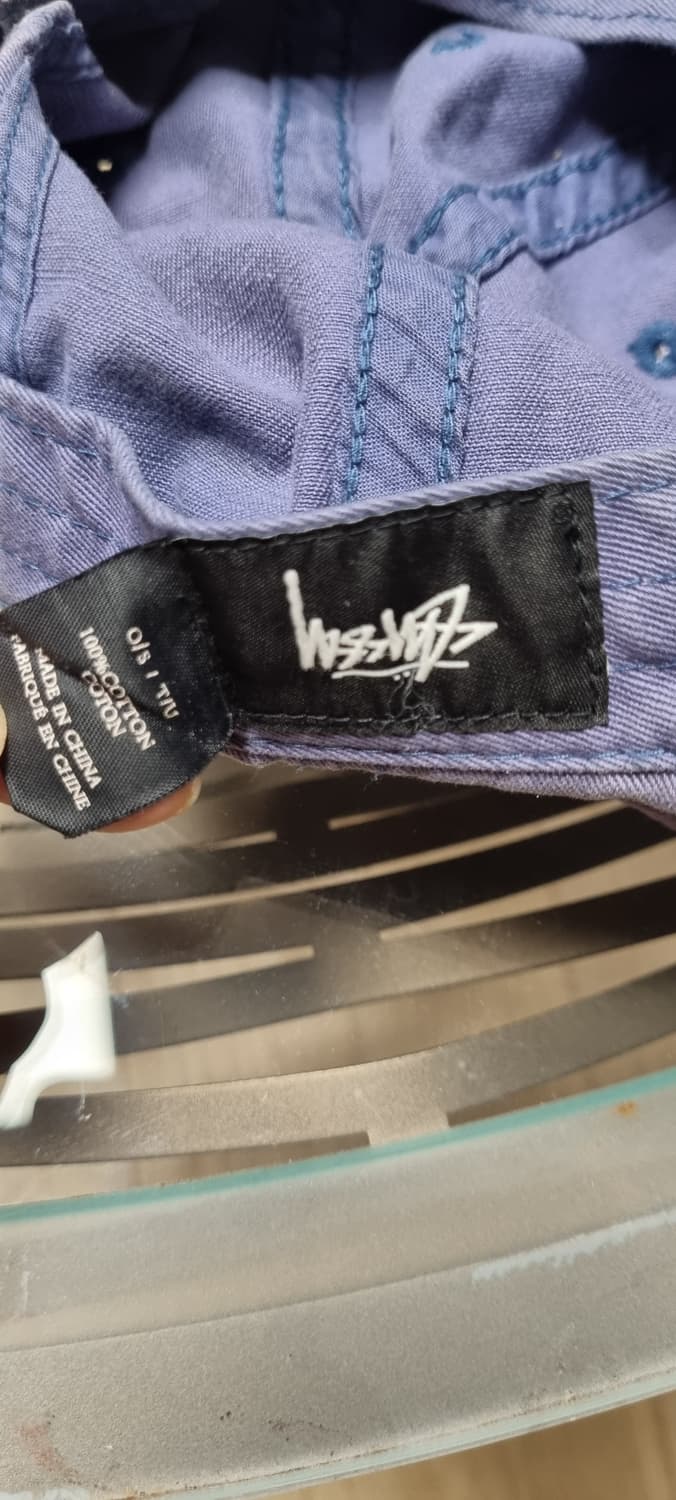 Stüssy
O/S | T/U
100% COTTON
COTON
MADE IN CHINA
FABRIQUÉ EN CHINE